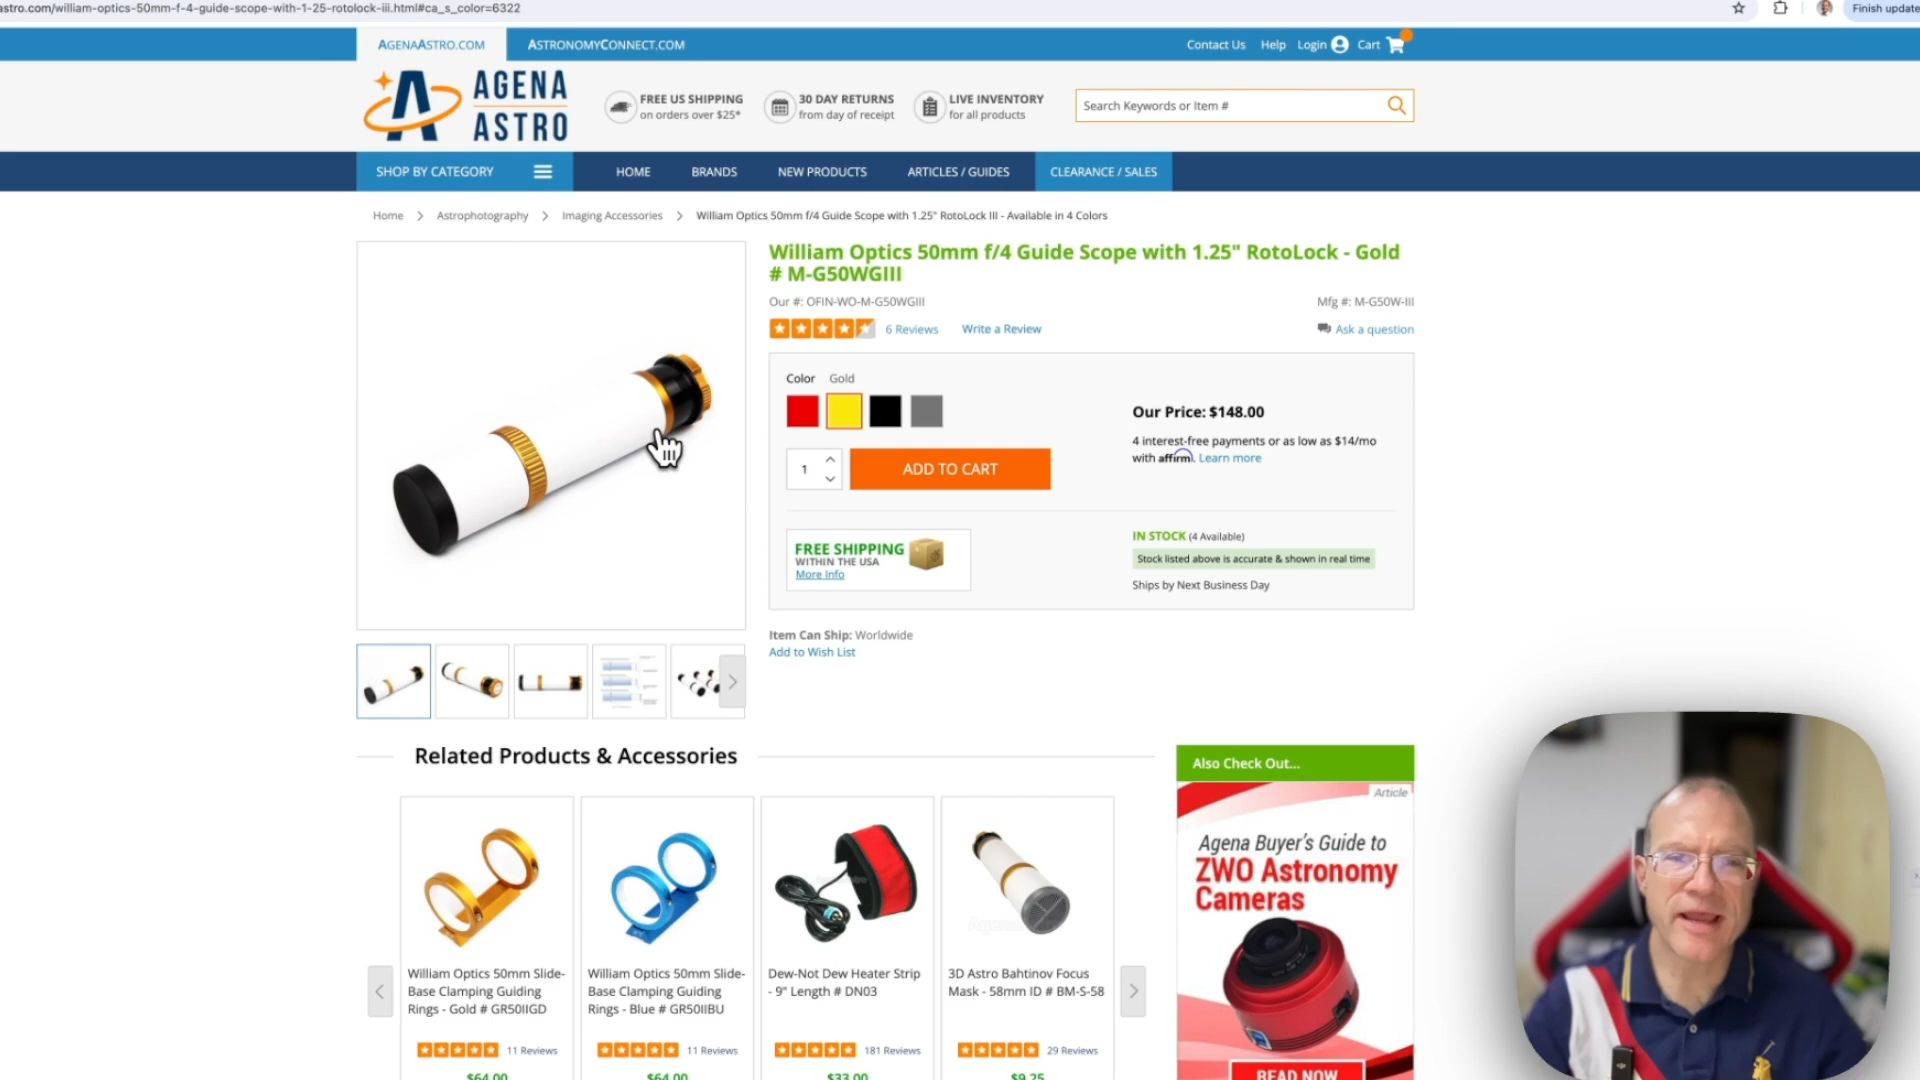 astro.com/william-optics-50mm-f-4-guide-scope-with-1-25-rotolock-iii.html#ca_s_color=6322
Finish update
AGENAASTRO.COM
ASTRONOMYCONNECT.COM
Contact Us
Help
Login
Cart
AGENA
ASTRO
FREE US SHIPPING
on orders over $25*
30 DAY RETURNS
from day of receipt
LIVE INVENTORY
for all products
Search Keywords or Item #
SHOP BY CATEGORY
HOME
BRANDS
NEW PRODUCTS
ARTICLES / GUIDES
CLEARANCE / SALES
Home
Astrophotography
Imaging Accessories
William Optics 50mm f/4 Guide Scope with 1.25" RotoLock III - Available in 4 Colors
William Optics 50mm f/4 Guide Scope with 1.25" RotoLock - Gold
# M-G50WGIII
Our #: OFIN-WO-M-G50WGIII
Mfg #: M-G50W-III
6 Reviews
Write a Review
Ask a question
Color Gold
Our Price: $148.00
4 interest-free payments or as low as $14/mo
with affirm. Learn more
1
ADD TO CART
FREE SHIPPING
WITHIN THE USA
More Info
IN STOCK (4 Available)
Stock listed above is accurate & shown in real time
Ships by Next Business Day
Item Can Ship: Worldwide
Add to Wish List
Related Products & Accessories
William Optics 50mm Slide-
Base Clamping Guiding
Rings - Gold # GR50IIGD
11 Reviews
$64.00
William Optics 50mm Slide-
Base Clamping Guiding
Rings - Blue # GR50IIBU
11 Reviews
$64.00
Dew-Not Dew Heater Strip
- 9" Length # DN03
181 Reviews
$33.00
3D Astro Bahtinov Focus
Mask - 58mm ID # BM-S-58
29 Reviews
$9.25
Also Check Out...
Article
Agena Buyer's Guide to
ZWO Astronomy
Cameras
READ NOW